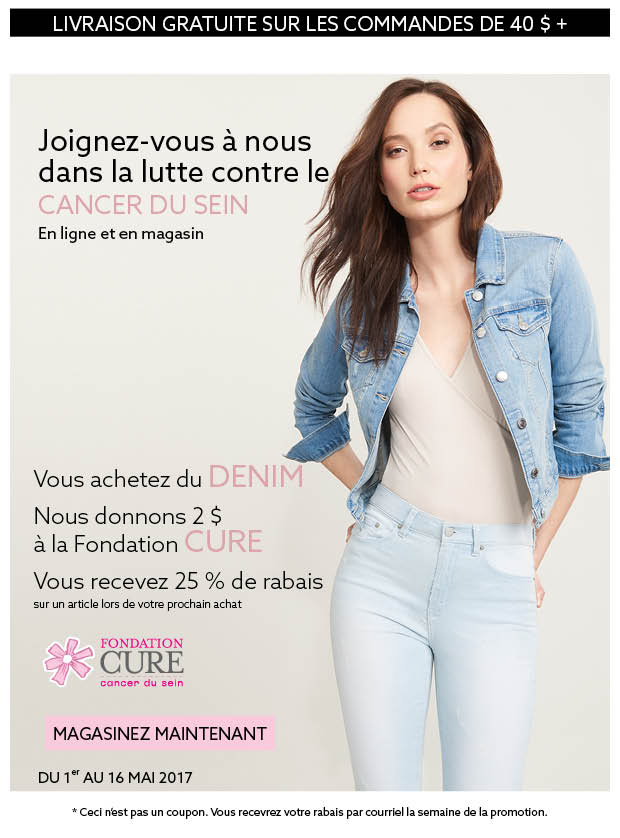 LIVRAISON GRATUITE SUR LES COMMANDES DE 40 $ +
Joignez-vous à nous
dans la lutte contre le
CANCER DU SEIN
En ligne et en magasin
Vous achetez du DENIM
Nous donnons 2 $
à la Fondation CURE
Vous recevez 25 % de rabais
sur un article lors de votre prochain achat
FONDATION
CURE
cancer du sein
MAGASINEZ MAINTENANT
DU 1er AU 16 MAI 2017
* Ceci n'est pas un coupon. Vous recevrez votre rabais par courriel la semaine de la promotion.